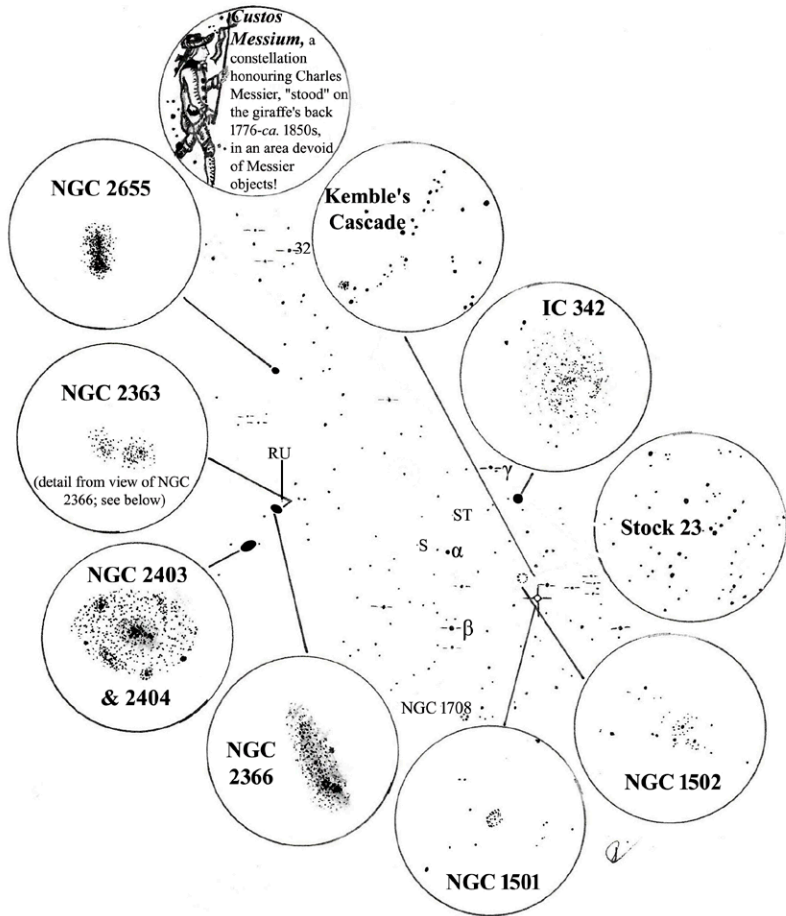 Custos
Messium, a
constellation
honouring Charles
Messier, "stood" on
the giraffe's back
1776-ca. 1850s,
in an area devoid
of Messier
objects!
NGC 2655
Kemble's
Cascade
32
IC 342
NGC 2363
(detail from view of NGC
2366; see below)
RU
γ
ST
Stock 23
S
α
NGC 2403
& 2404
β
NGC 1708
NGC
2366
NGC 1502
NGC 1501